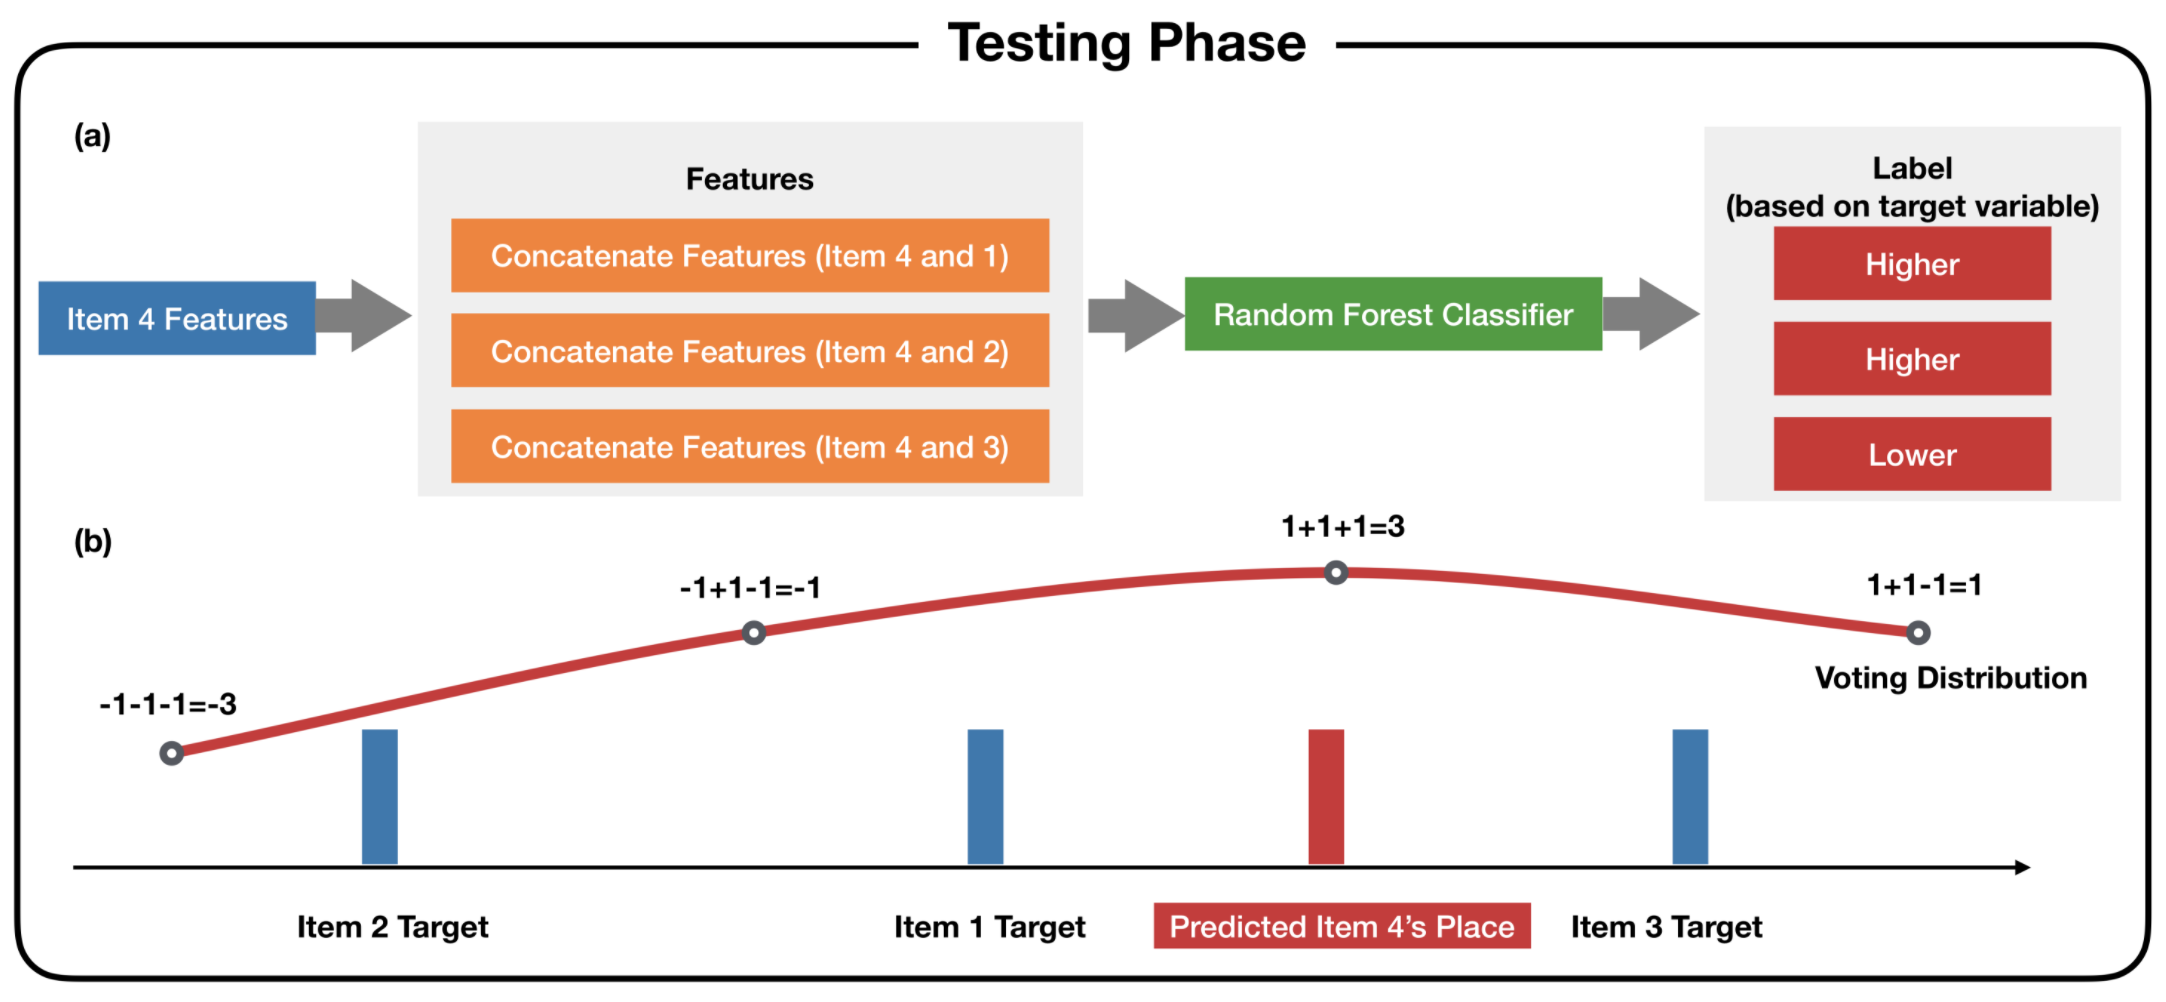 Testing Phase
(a)
Features
Label
(based on target variable)
Item 4 Features
Concatenate Features (Item 4 and 1)
Concatenate Features (Item 4 and 2)
Concatenate Features (Item 4 and 3)
Random Forest Classifier
Higher
Higher
Lower
(b)
-1-1-1=-3
-1+1-1=-1
1+1+1=3
1+1-1=1
Voting Distribution
Item 2 Target
Item 1 Target
Predicted Item 4’s Place
Item 3 Target